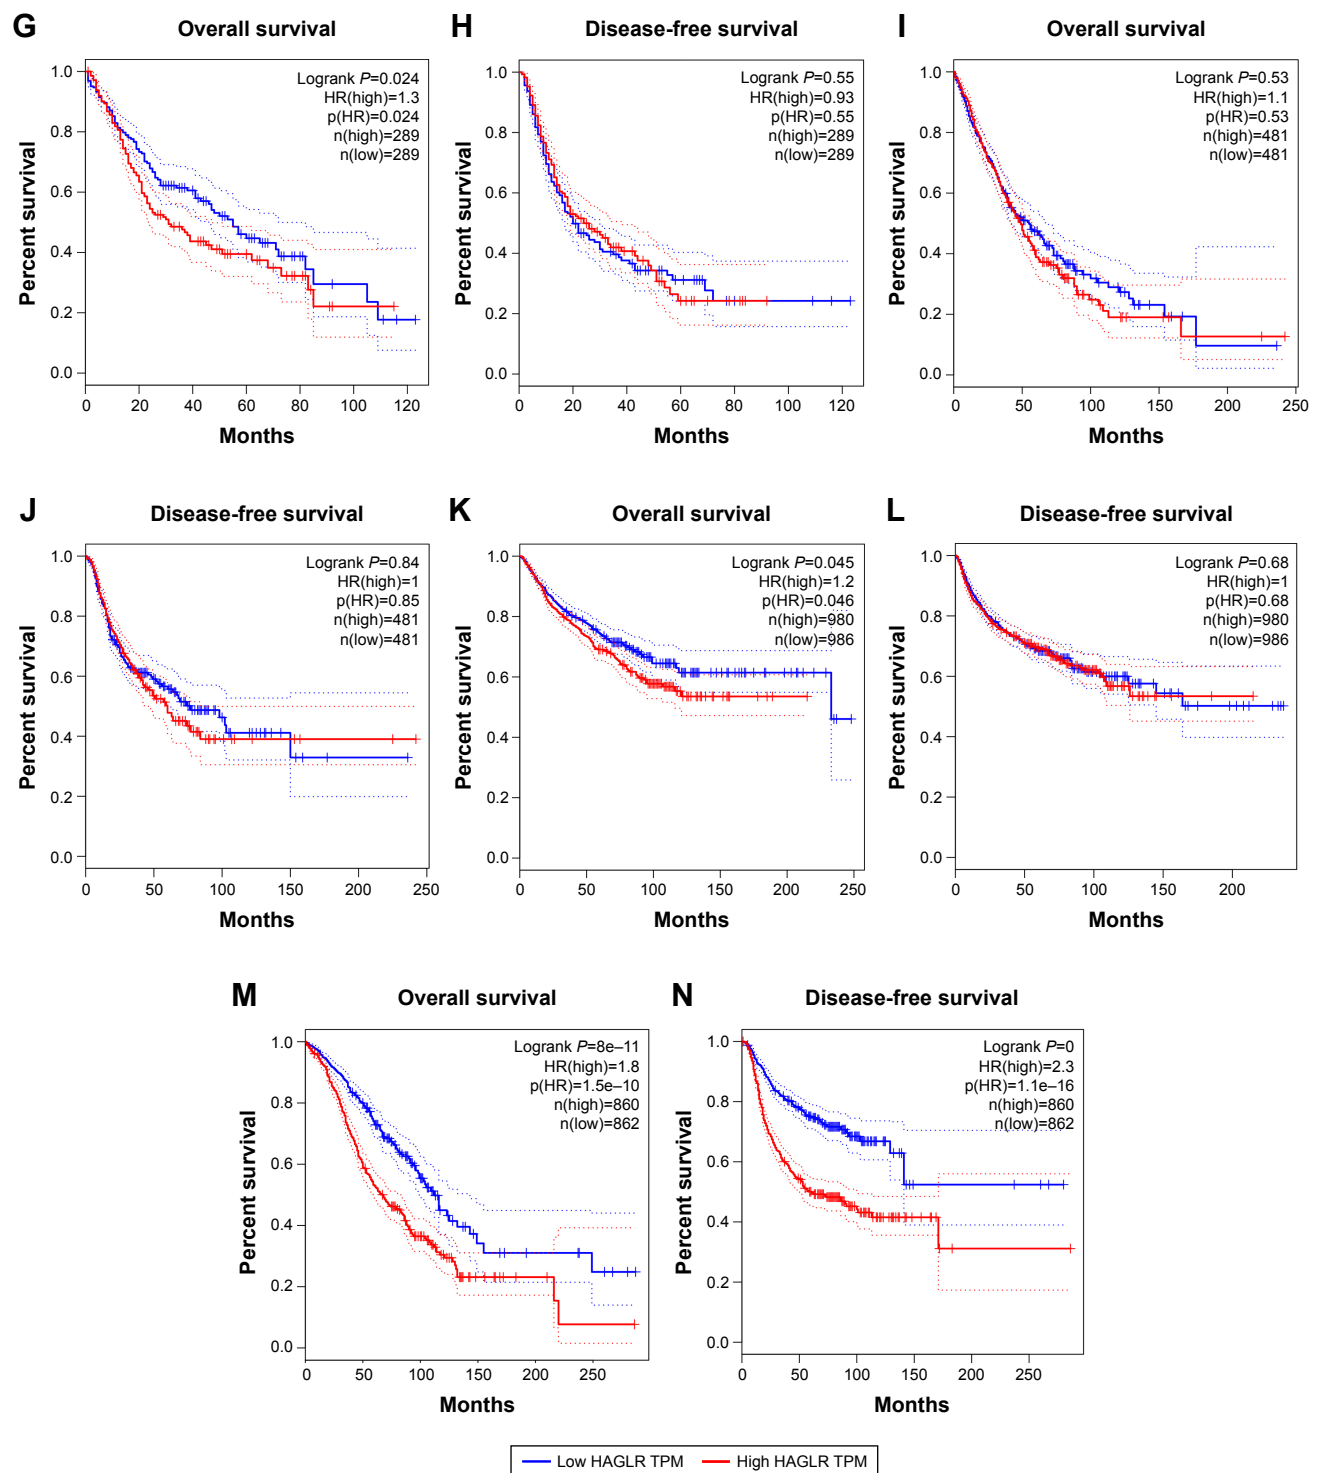 G
Overall survival
Logrank P=0.024
HR(high)=1.3
p(HR)=0.024
n(high)=289
n(low)=289
Percent survival
1.0
0.8
0.6
0.4
0.2
0.0
0 20 40 60 80 100 120
Months
H
Disease-free survival
Logrank P=0.55
HR(high)=0.93
p(HR)=0.55
n(high)=289
n(low)=289
Percent survival
1.0
0.8
0.6
0.4
0.2
0.0
0 20 40 60 80 100 120
Months
I
Overall survival
Logrank P=0.53
HR(high)=1.1
p(HR)=0.53
n(high)=481
n(low)=481
Percent survival
1.0
0.8
0.6
0.4
0.2
0.0
0 50 100 150 200 250
Months
J
Disease-free survival
Logrank P=0.84
HR(high)=1
p(HR)=0.85
n(high)=481
n(low)=481
Percent survival
1.0
0.8
0.6
0.4
0.2
0.0
0 50 100 150 200 250
Months
K
Overall survival
Logrank P=0.045
HR(high)=1.2
p(HR)=0.046
n(high)=980
n(low)=986
Percent survival
1.0
0.8
0.6
0.4
0.2
0.0
0 50 100 150 200 250
Months
L
Disease-free survival
Logrank P=0.68
HR(high)=1
p(HR)=0.68
n(high)=980
n(low)=986
Percent survival
1.0
0.8
0.6
0.4
0.2
0.0
0 50 100 150 200
Months
M
Overall survival
Logrank P=8e–11
HR(high)=1.8
p(HR)=1.5e–10
n(high)=860
n(low)=862
Percent survival
1.0
0.8
0.6
0.4
0.2
0.0
0 50 100 150 200 250
Months
N
Disease-free survival
Logrank P=0
HR(high)=2.3
p(HR)=1.1e–16
n(high)=860
n(low)=862
Percent survival
1.0
0.8
0.6
0.4
0.2
0.0
0 50 100 150 200 250
Months
Low HAGLR TPM High HAGLR TPM